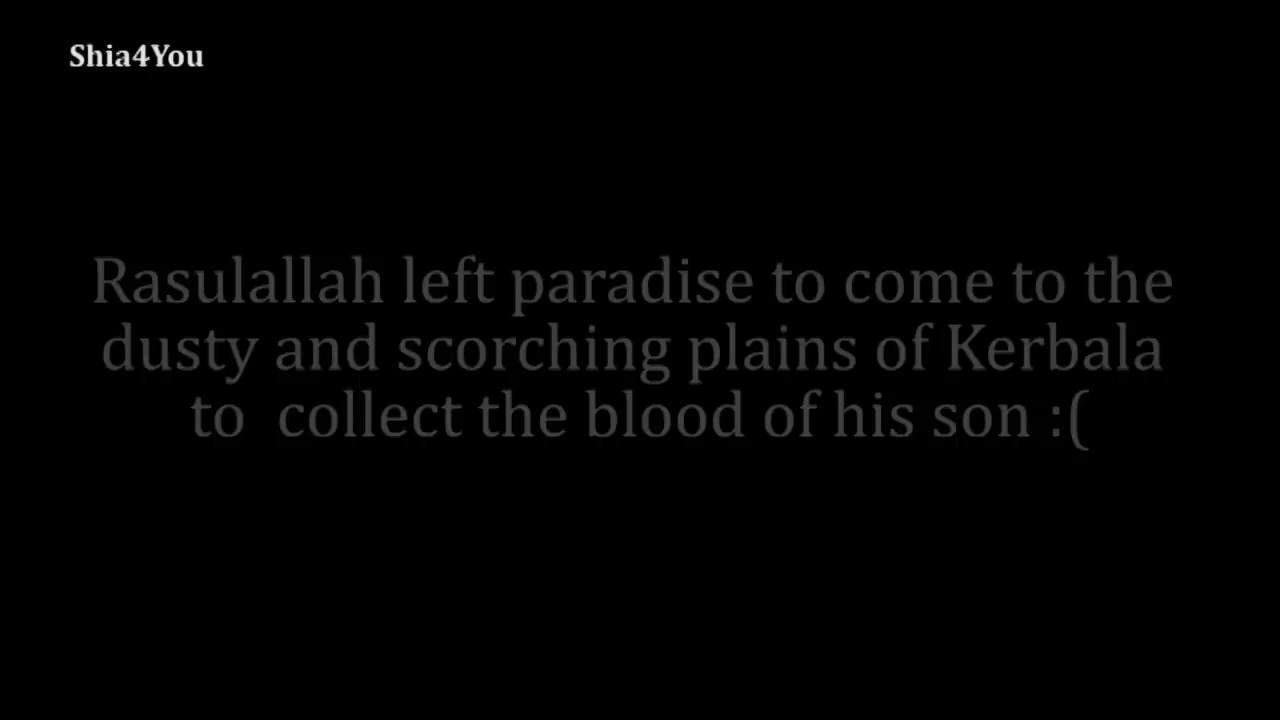 Shia4You
Rasulallah left paradise to come to the
dusty and scorching plains of Kerbala
to  collect the blood of his son :(